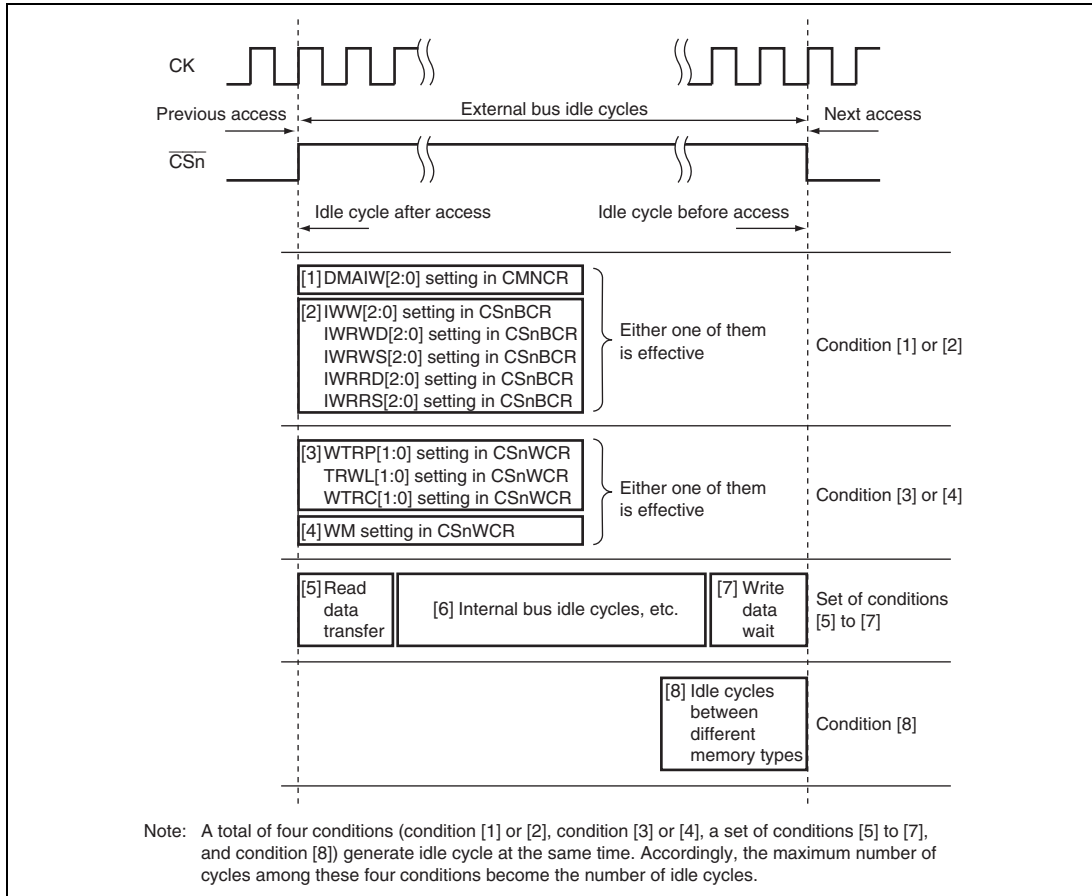 CK
Previous access
External bus idle cycles
Next access
CSn
Idle cycle after access
Idle cycle before access
[1] DMAIW[2:0] setting in CMNCR
[2] IWW[2:0] setting in CSnBCR
IWRWD[2:0] setting in CSnBCR
IWRWS[2:0] setting in CSnBCR
IWRRD[2:0] setting in CSnBCR
IWRRS[2:0] setting in CSnBCR
Either one of them
is effective
Condition [1] or [2]
[3] WTRP[1:0] setting in CSnWCR
TRWL[1:0] setting in CSnWCR
WTRC[1:0] setting in CSnWCR
[4] WM setting in CSnWCR
Either one of them
is effective
Condition [3] or [4]
[5] Read
data
transfer
[6] Internal bus idle cycles, etc.
[7] Write
data
wait
Set of conditions
[5] to [7]
[8] Idle cycles
between
different
memory types
Condition [8]
Note: A total of four conditions (condition [1] or [2], condition [3] or [4], a set of conditions [5] to [7],
and condition [8]) generate idle cycle at the same time. Accordingly, the maximum number of
cycles among these four conditions become the number of idle cycles.